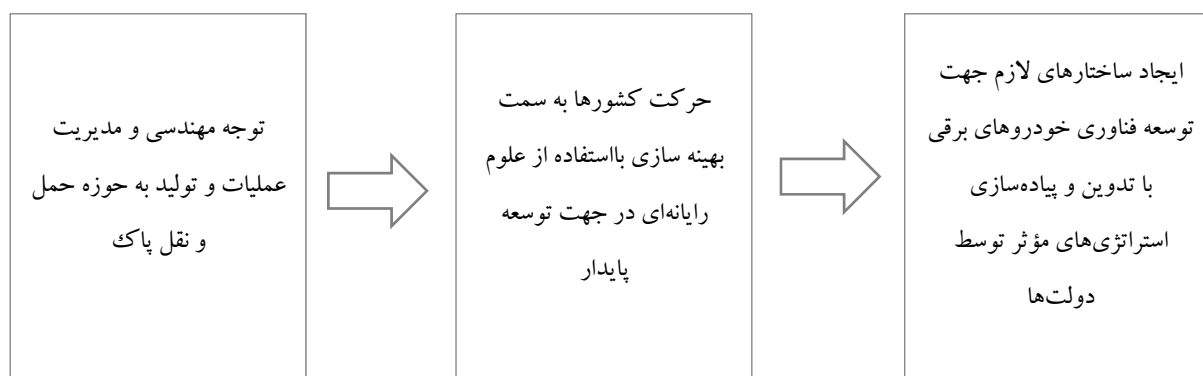 توجه مهندسی و مدیریت
عملیات و تولید به حوزه حمل
و نقل پاک
حرکت کشورها به سمت
بهینه سازی بااستفاده از علوم
رایانه‌ای در جهت توسعه
پایدار
ایجاد ساختارهای لازم جهت
توسعه فناوری خودروهای برقی
با تدوین و پیاده‌سازی
استراتژی‌های مؤثر توسط
دولت‌ها